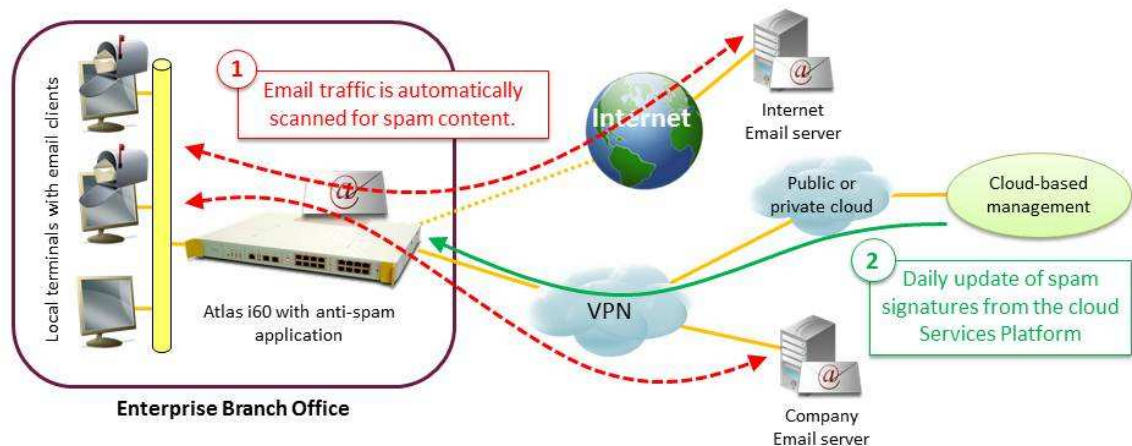 Local terminals with email clients
1
Email traffic is automatically
scanned for spam content.
@
Atlas i60 with anti-spam
application
Enterprise Branch Office
Internet
@
Internet
Email server
Public or
private cloud
Cloud-based
management
VPN
2
Daily update of spam
signatures from the cloud
Services Platform
@
Company
Email server